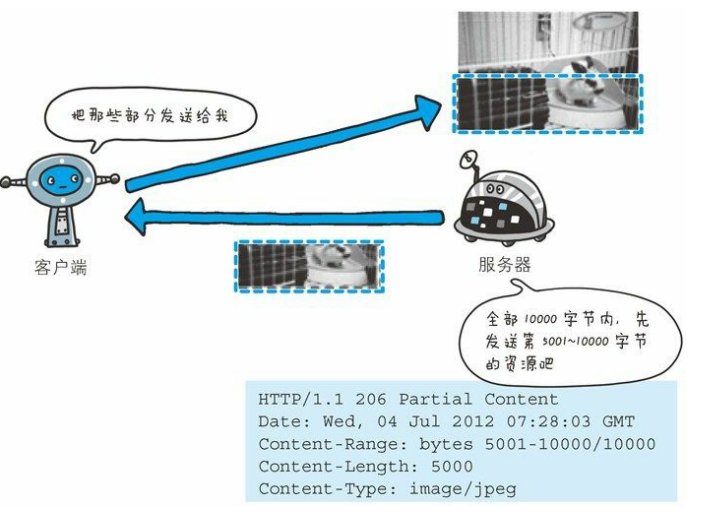 把那些部分发送给我
客户端
服务器
全部 10000 字节内, 先
发送第 5001~10000 字节
的资源吧
HTTP/1.1 206 Partial Content
Date: Wed, 04 Jul 2012 07:28:03 GMT
Content-Range: bytes 5001-10000/10000
Content-Length: 5000
Content-Type: image/jpeg